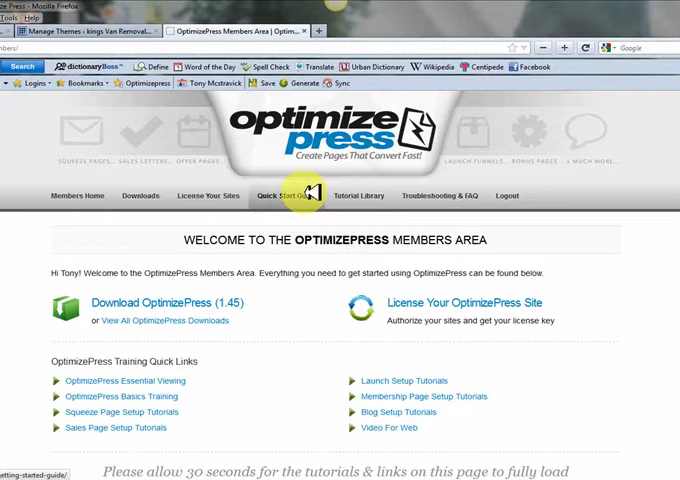 ize Press - Mozilla Firefox
Tools Help
Manage Themes - kings Van Removal... × OptimizePress Members Area | Optim... × +
mbers/ Google
Search dictionaryBoss™ Define Word of the Day Spell Check Translate Urban Dictionary Wikipedia Centipede Facebook
Logins Bookmarks Optimizepress Tony Mcstravick Save Generate Sync
optimize
press
Create Pages That Convert Fast!
SQUEEZE PAGES... SALES LETTERS... OFFER PAGES... LAUNCH FUNNELS... BONUS PAGES... + MUCH MORE...
Members Home Downloads License Your Sites Quick Start Gu Tutorial Library Troubleshooting & FAQ Logout
WELCOME TO THE OPTIMIZEPRESS MEMBERS AREA
Hi Tony! Welcome to the OptimizePress Members Area. Everything you need to get started using OptimizePress can be found below.
Download OptimizePress (1.45) License Your OptimizePress Site
or View All OptimizePress Downloads Authorize your sites and get your license key
OptimizePress Training Quick Links
OptimizePress Essential Viewing Launch Setup Tutorials
OptimizePress Basics Training Membership Page Setup Tutorials
Squeeze Page Setup Tutorials Blog Setup Tutorials
Sales Page Setup Tutorials Video For Web
Please allow 30 seconds for the tutorials & links on this page to fully load
etting-started-guide/